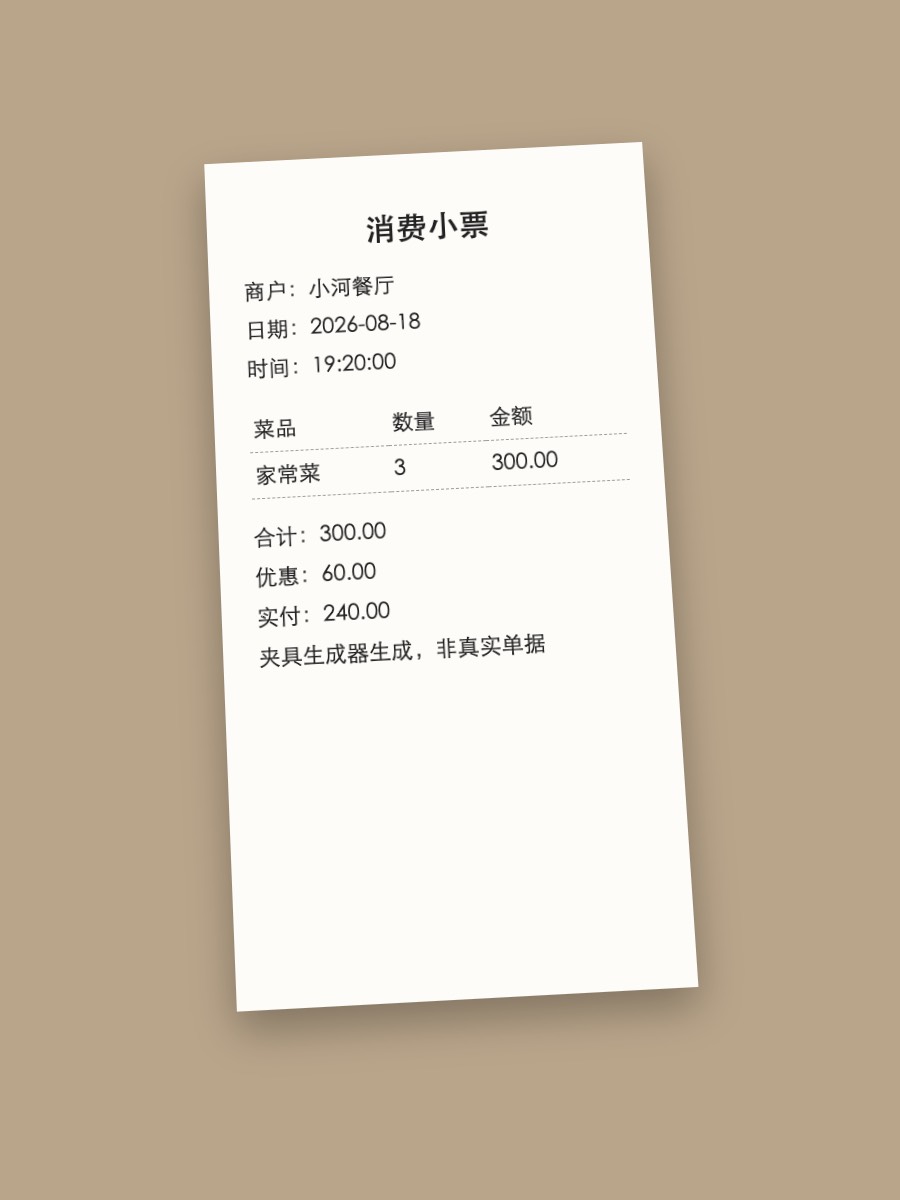 消费小票
商户：小河餐厅
日期：2026-08-18
时间：19:20:00
菜品 数量 金额
家常菜 3 300.00
合计：300.00
优惠：60.00
实付：240.00
夹具生成器生成，非真实单据